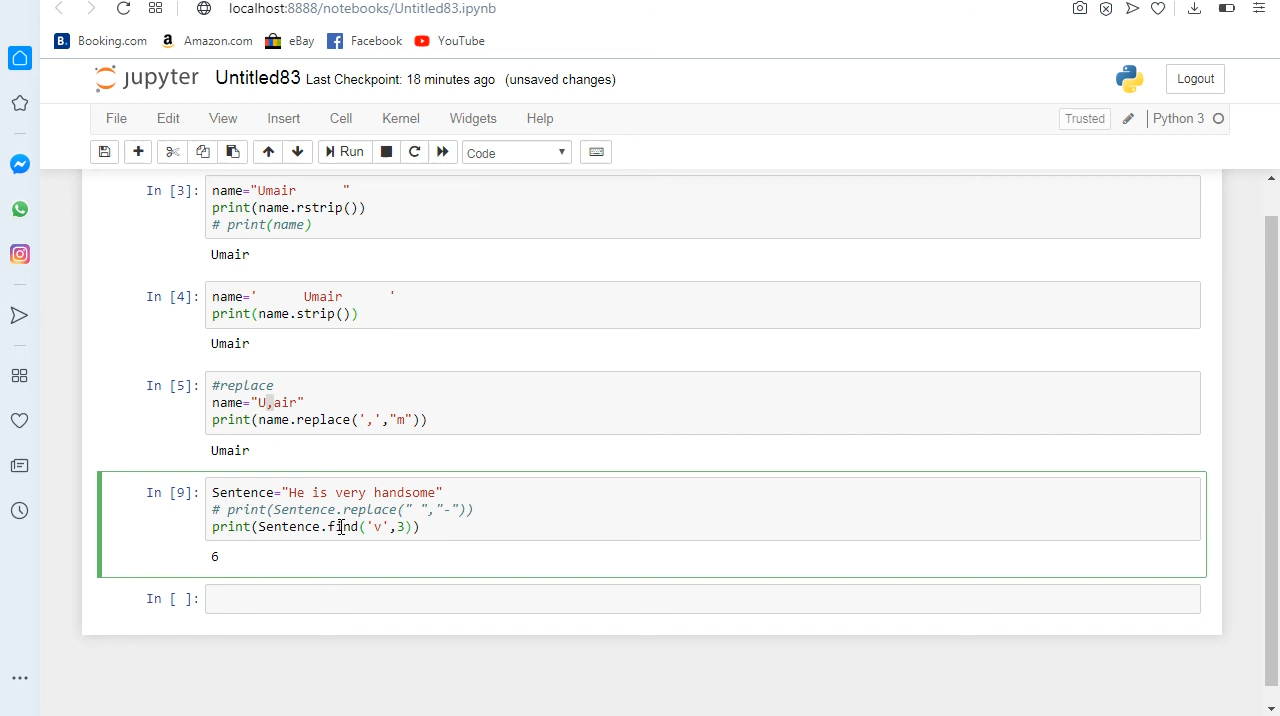 localhost:8888/notebooks/Untitled83.ipynb
B. Booking.com a Amazon.com eBay Facebook YouTube
jupyter Untitled83 Last Checkpoint: 18 minutes ago (unsaved changes) Logout
File Edit View Insert Cell Kernel Widgets Help Trusted Python 3
Run Code
In [3]: name="Umair      "
print(name.rstrip())
# print(name)
Umair
In [4]: name='      Umair      '
print(name.strip())
Umair
In [5]: #replace
name="U,air"
print(name.replace(',',"m"))
Umair
In [9]: Sentence="He is very handsome"
# print(Sentence.replace(" ","-"))
print(Sentence.find('v',3))
6
In [ ]: